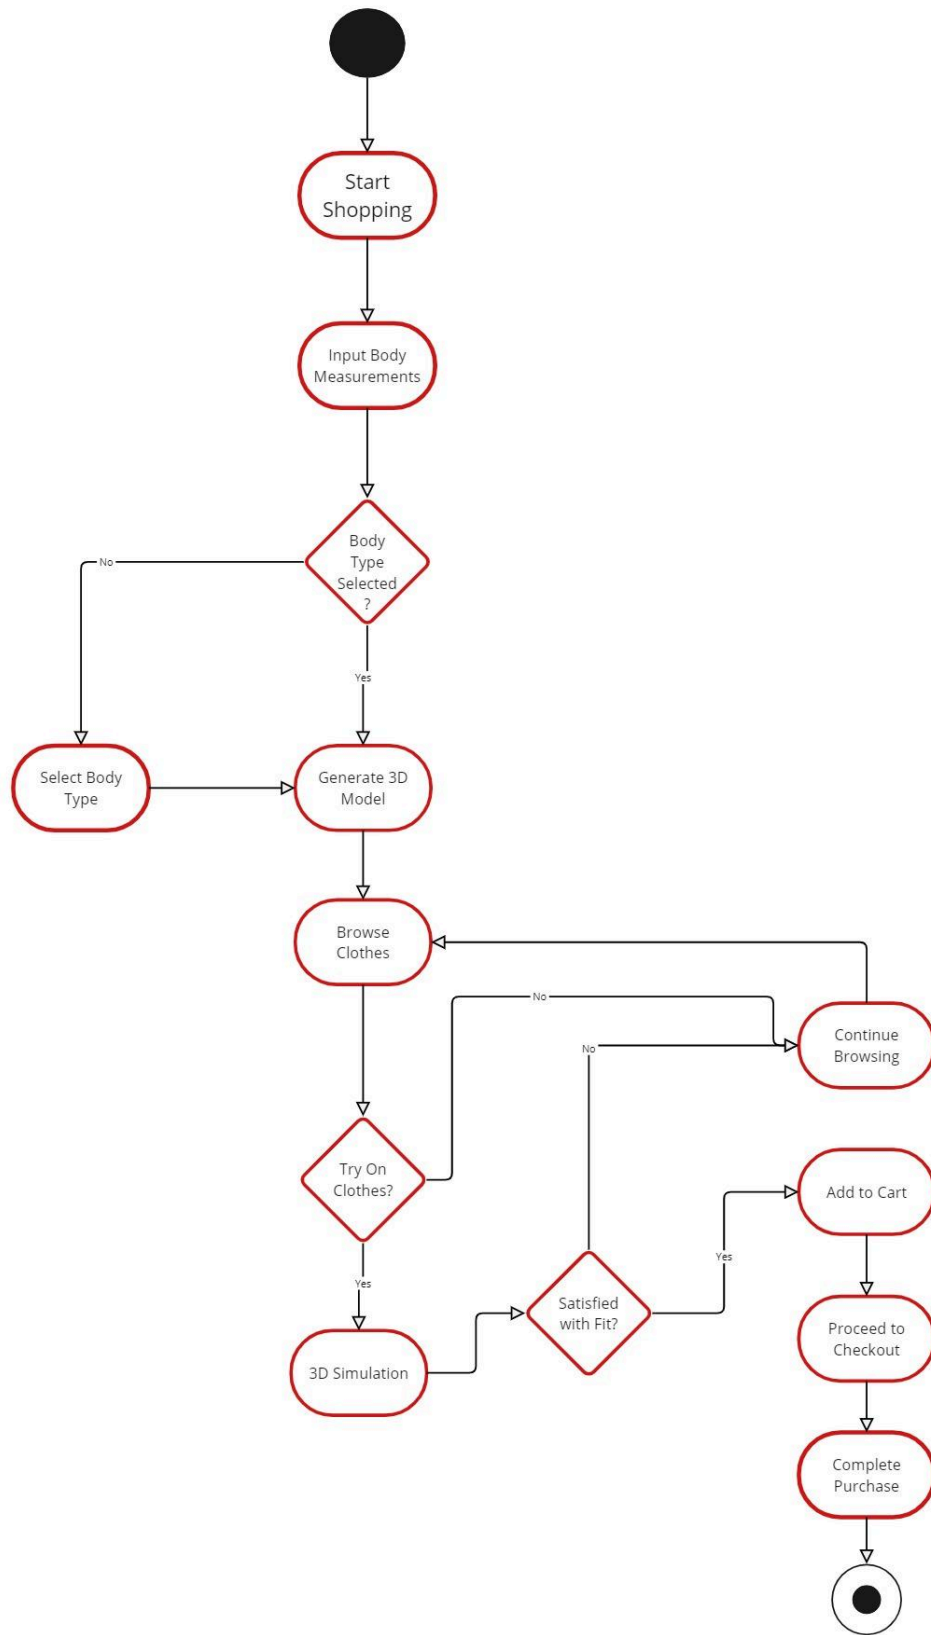 Start
Shopping
Input Body
Measurements
Body
Type
Selected
?
No
Yes
Select Body
Type
Generate 3D
Model
Browse
Clothes
No
Continue
Browsing
No
Try On
Clothes?
Add to Cart
Yes
Yes
Satisfied
with Fit?
3D Simulation
Proceed to
Checkout
Complete
Purchase